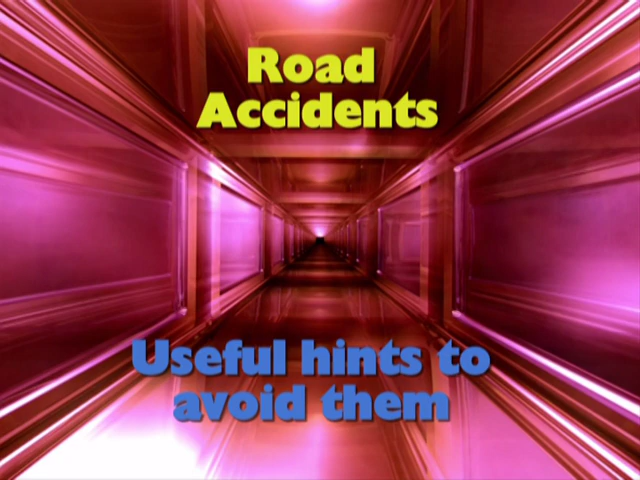 Road
Accidents
Useful hints to
avoid them